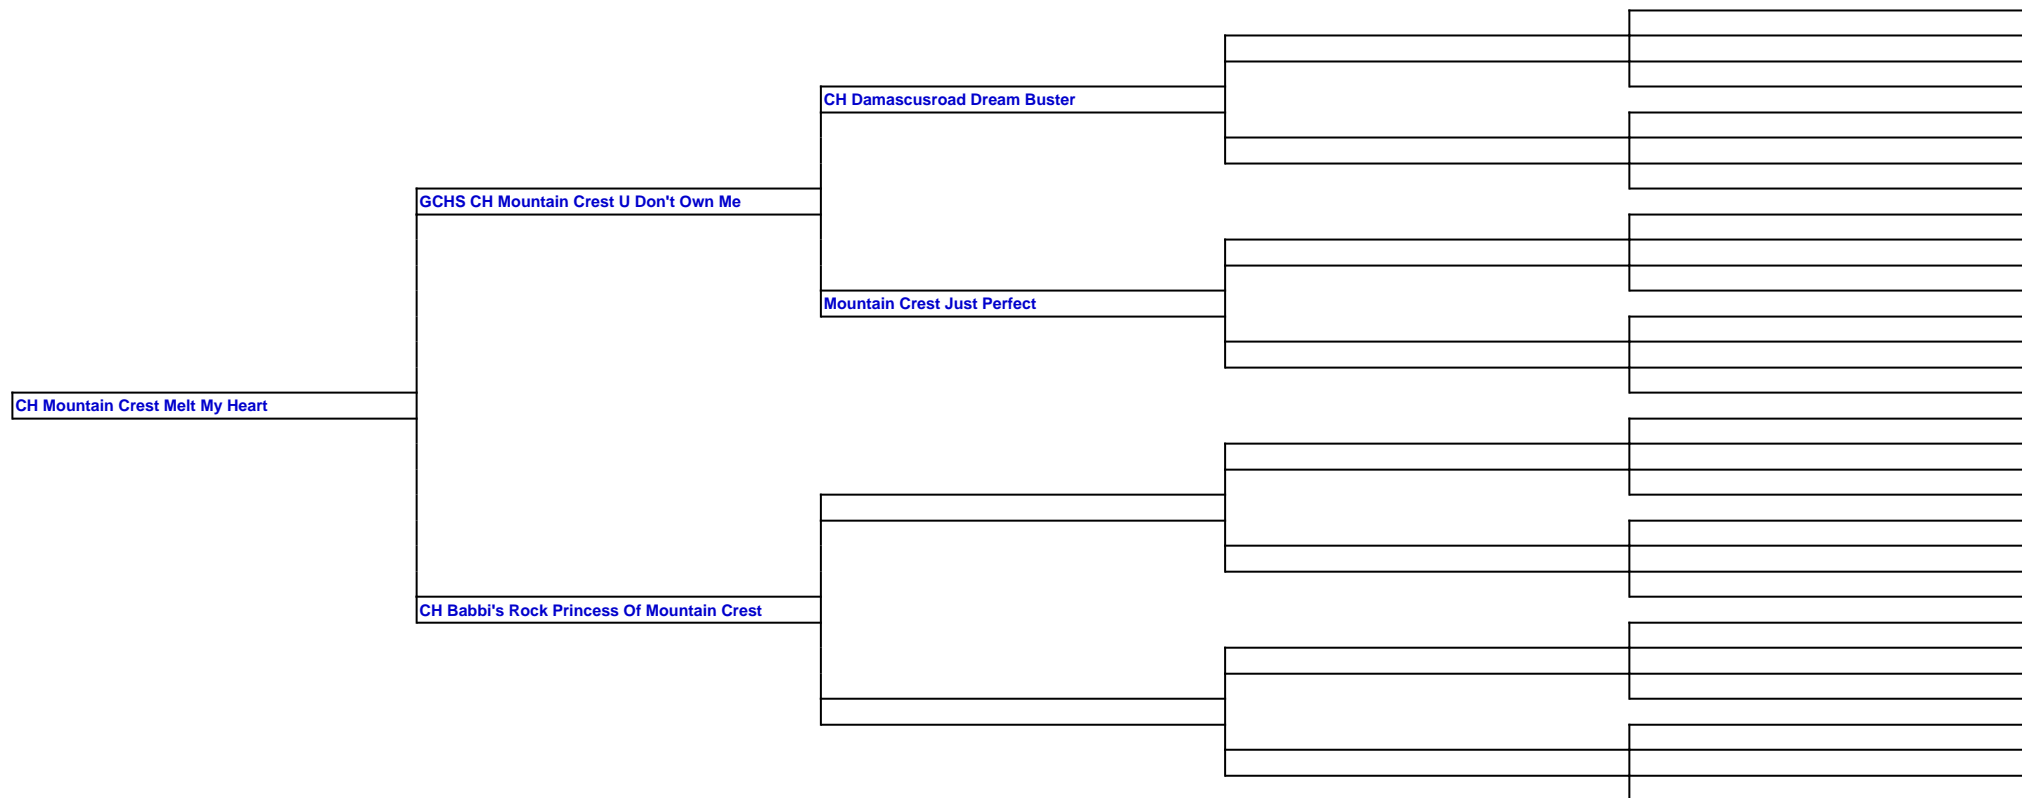 CH Damascusroad Dream Buster
GCHS CH Mountain Crest U Don't Own Me
Mountain Crest Just Perfect
CH Mountain Crest Melt My Heart
CH Babbi's Rock Princess Of Mountain Crest